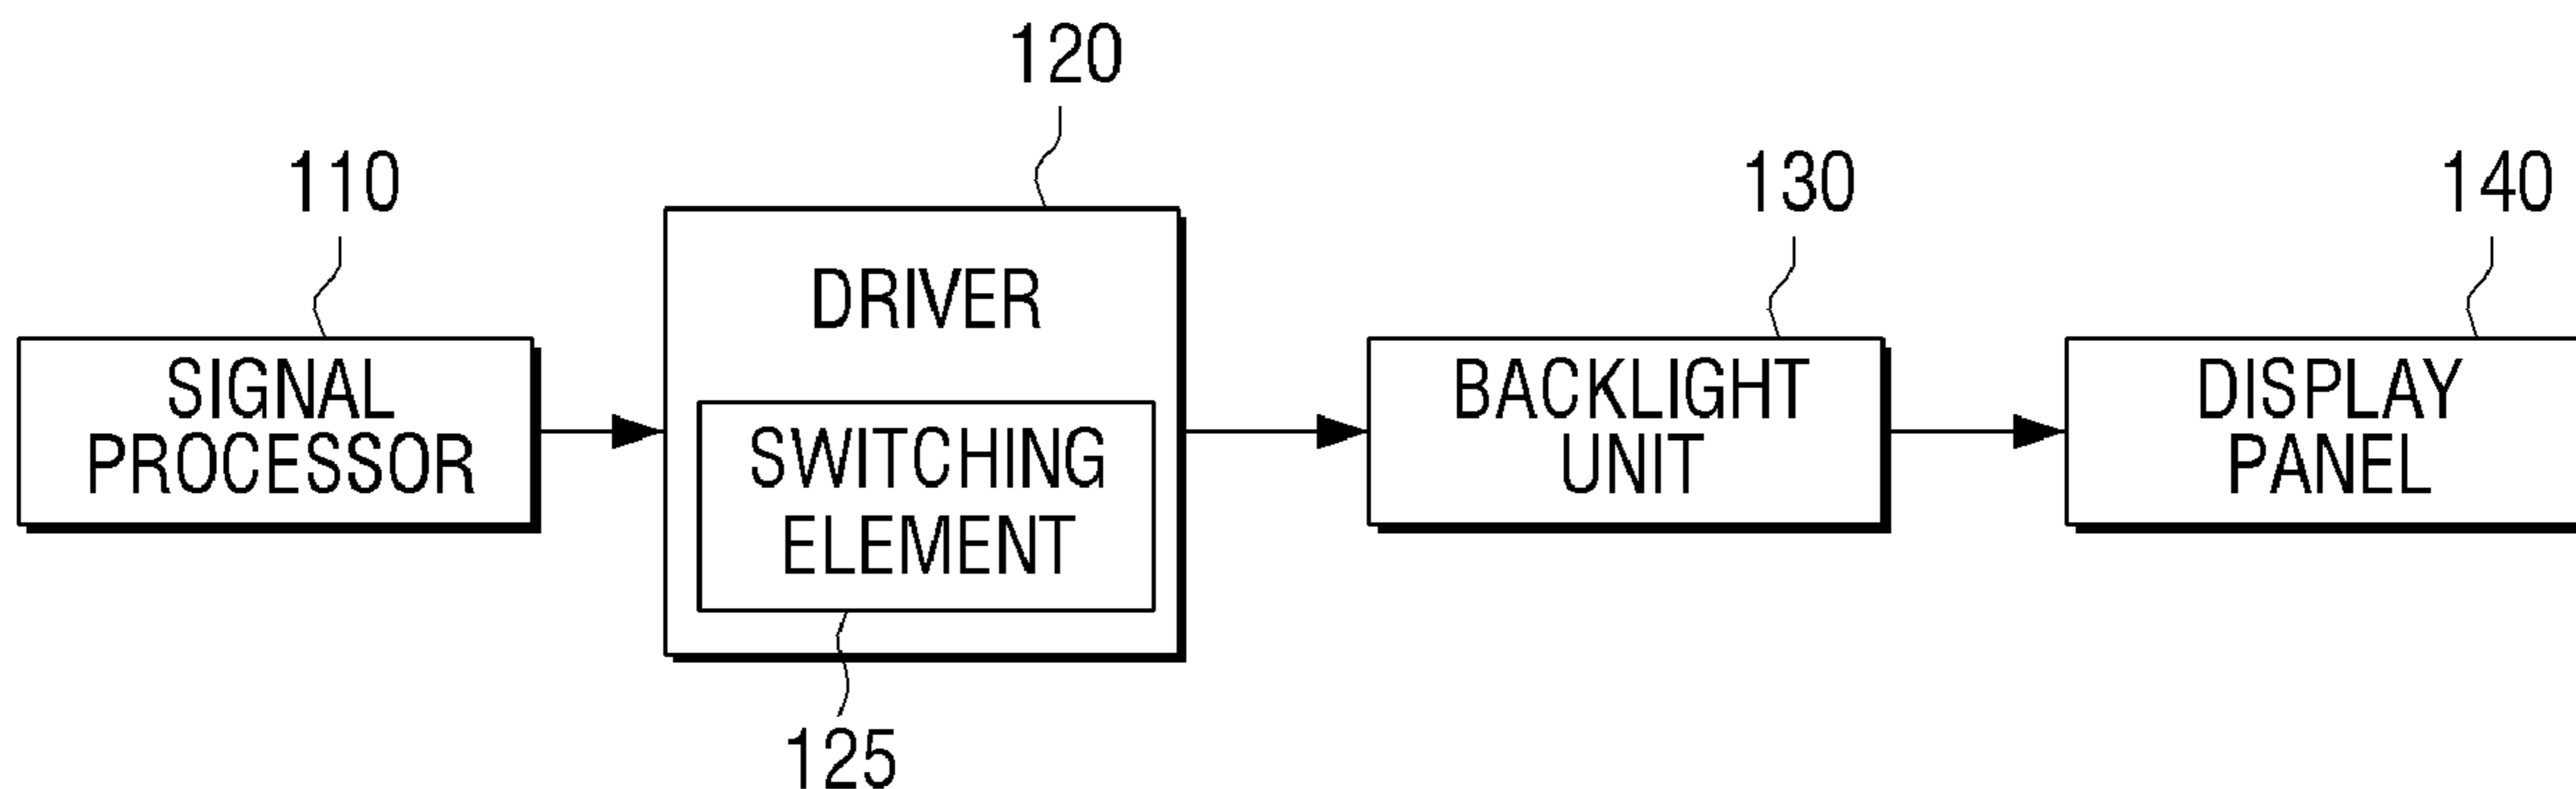 120
110
130
140
DRIVER
SIGNAL
PROCESSOR
SWITCHING
ELEMENT
BACKLIGHT
UNIT
DISPLAY
PANEL
125